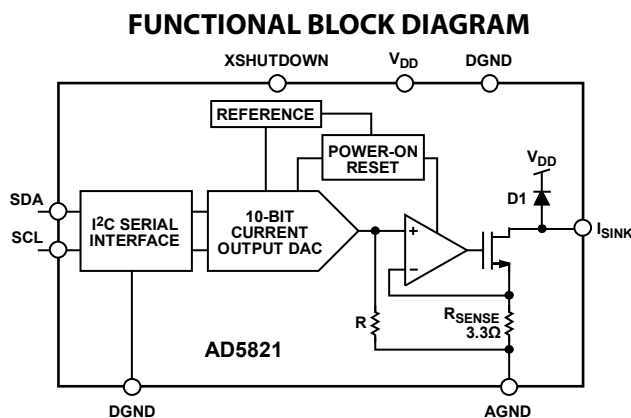 FUNCTIONAL BLOCK DIAGRAM
XSHUTDOWN
VDD
DGND
REFERENCE
POWER-ON
RESET
VDD
D1
SDA
SCL
I2C SERIAL
INTERFACE
10-BIT
CURRENT
OUTPUT DAC
+
–
ISINK
R
RSENSE
3.3Ω
AD5821
DGND
AGND